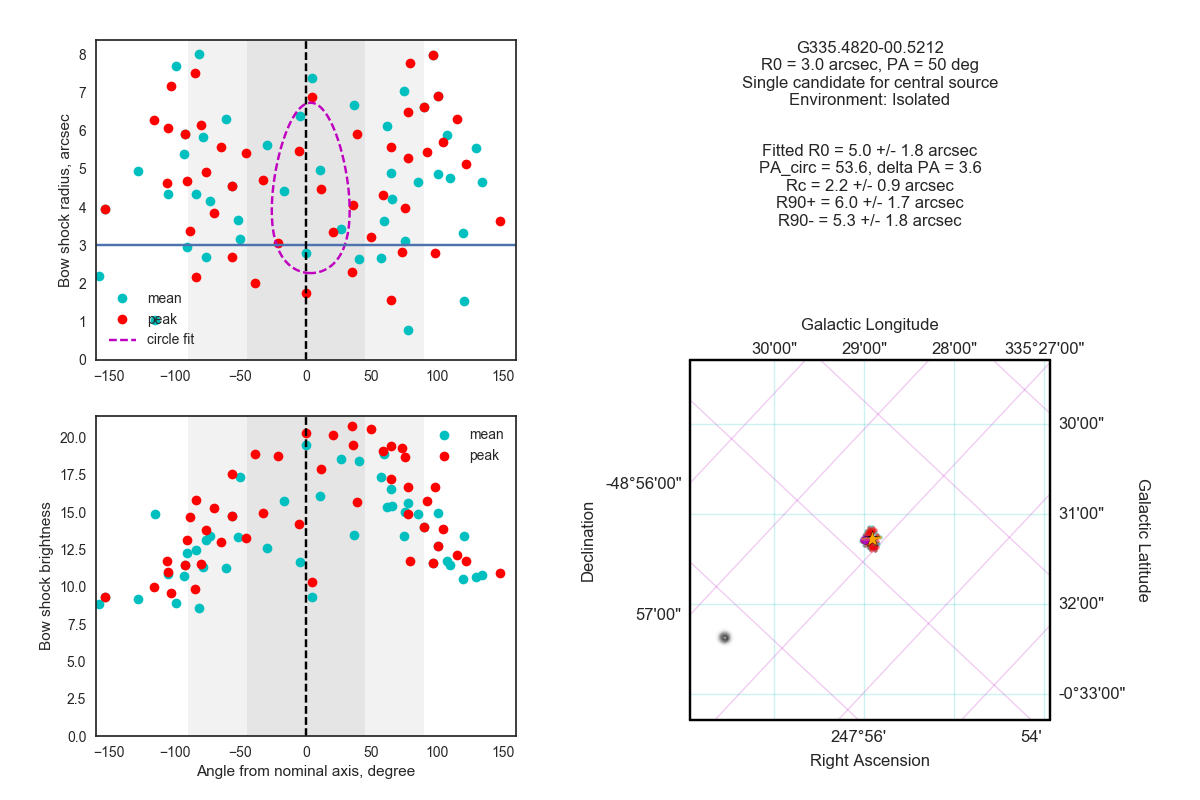 8
7
6
5
4
3
2
1
0
Bow shock radius, arcsec
mean
peak
circle fit
−150
−100
−50
0
50
100
150
G335.4820-00.5212
R0 = 3.0 arcsec, PA = 50 deg
Single candidate for central source
Environment: Isolated
Fitted R0 = 5.0 +/- 1.8 arcsec
PA_circ = 53.6, delta PA = 3.6
Rc = 2.2 +/- 0.9 arcsec
R90+ = 6.0 +/- 1.7 arcsec
R90- = 5.3 +/- 1.8 arcsec
20.0
17.5
15.0
12.5
10.0
7.5
5.0
2.5
0.0
Bow shock brightness
mean
peak
−150
−100
−50
0
50
100
150
Angle from nominal axis, degree
Galactic Longitude
30'00"
29'00"
28'00"
335°27'00"
30'00"
31'00"
32'00"
-0°33'00"
Galactic Latitude
-48°56'00"
57'00"
Declination
247°56'
54'
Right Ascension